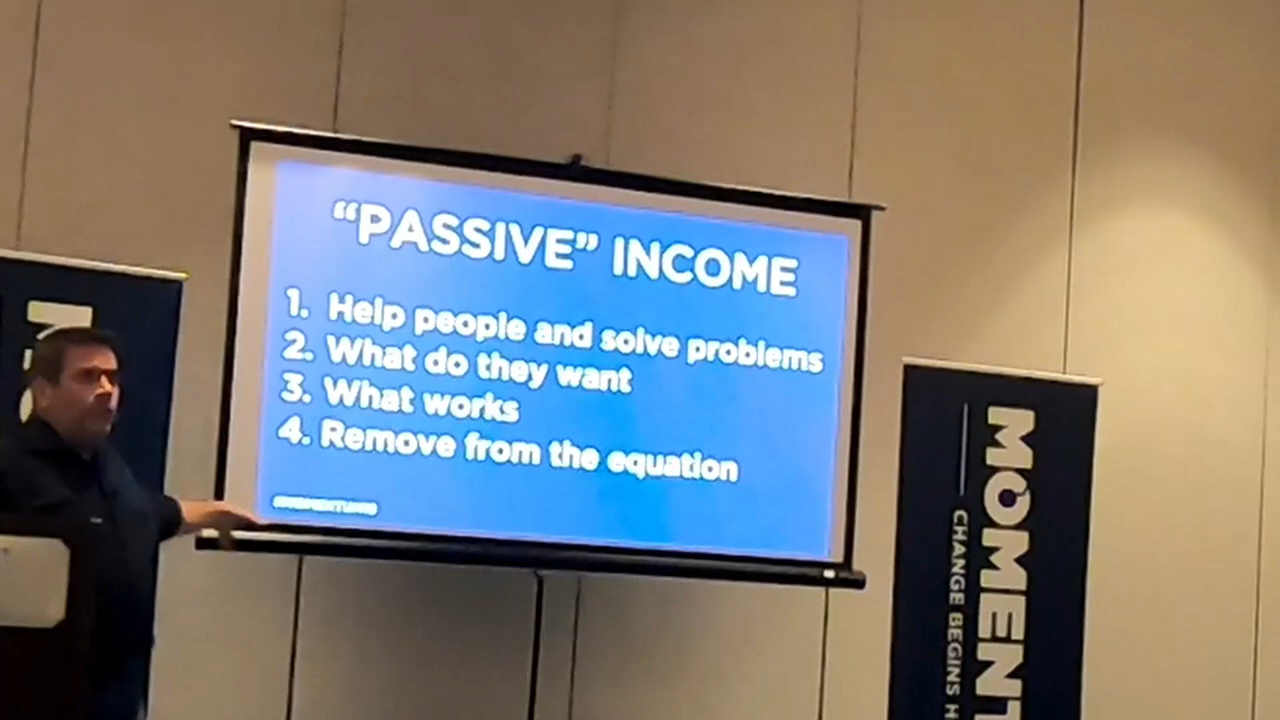 “PASSIVE” INCOME
1. Help people and solve problems
2. What do they want
3. What works
4. Remove from the equation
MOMENT
CHANGE BEGINS H